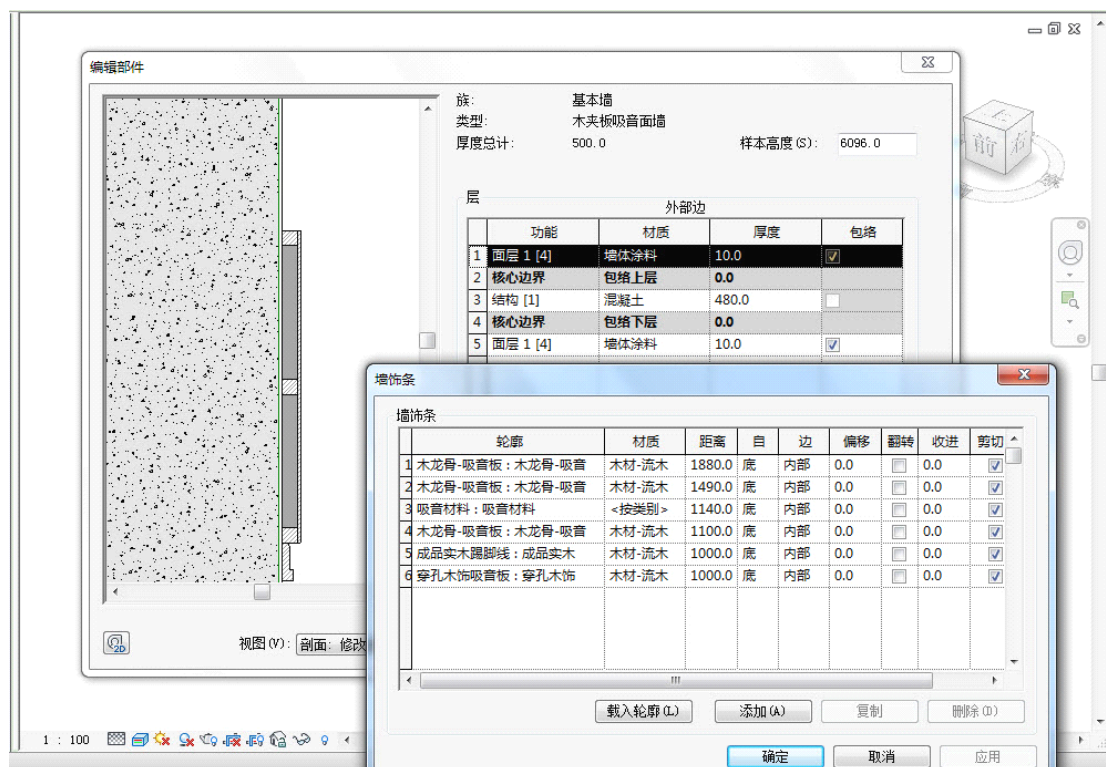 编辑部件
族: 基本墙
类型: 木夹板吸音面墙
厚度总计: 500.0 样本高度(S): 6096.0
上
前 右
层
外部边
功能 材质 厚度 包络
1 面层 1 [4] 墙体涂料 10.0
2 核心边界 包络上层 0.0
3 结构 [1] 混凝土 480.0
4 核心边界 包络下层 0.0
5 面层 1 [4] 墙体涂料 10.0
墙饰条
墙饰条
轮廓 材质 距离 自 边 偏移 翻转 收进 剪切
1 木龙骨-吸音板 : 木龙骨-吸音 木材-流木 1880.0 底 内部 0.0 0.0
2 木龙骨-吸音板 : 木龙骨-吸音 木材-流木 1490.0 底 内部 0.0 0.0
3 吸音材料 : 吸音材料 <按类别> 1140.0 底 内部 0.0 0.0
4 木龙骨-吸音板 : 木龙骨-吸音 木材-流木 1100.0 底 内部 0.0 0.0
5 成品实木踢脚线 : 成品实木 木材-流木 1000.0 底 内部 0.0 0.0
6 穿孔木饰吸音板 : 穿孔木饰 木材-流木 1000.0 底 内部 0.0 0.0
2D 视图(V): 剖面: 修改
载入轮廓(L) 添加(A) 复制 删除(D)
1 : 100
确定 取消 应用